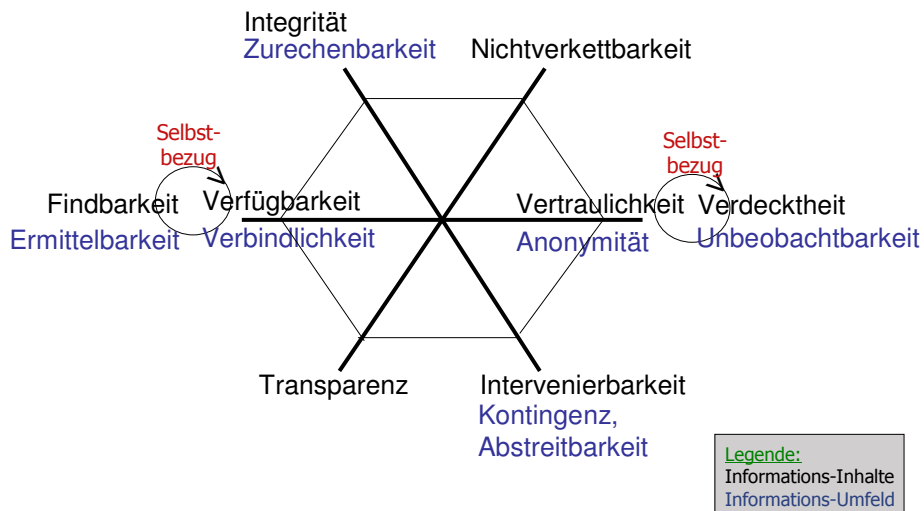 Integrität
Zurechenbarkeit
Nichtverkettbarkeit
Selbst-
bezug
Selbst-
bezug
Findbarkeit
Verfügbarkeit
Vertraulichkeit
Verdecktheit
Ermittelbarkeit
Verbindlichkeit
Anonymität
Unbeobachtbarkeit
Transparenz
Intervenierbarkeit
Kontingenz,
Abstreitbarkeit
Legende:
Informations-Inhalte
Informations-Umfeld